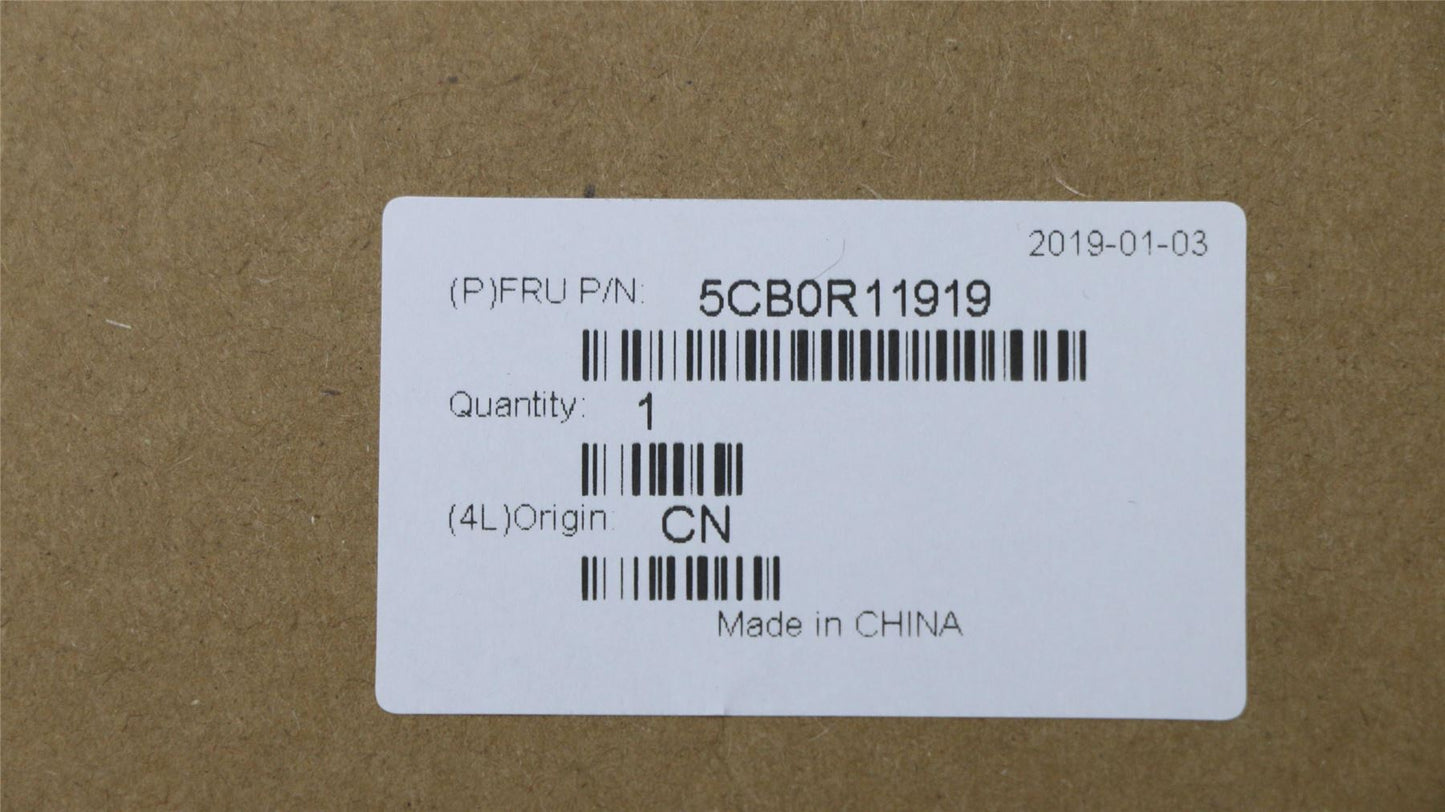 2019-01-03
(P)FRU P/N: 5CB0R11919
Quantity: 1
(4L)Origin: CN
Made in CHINA